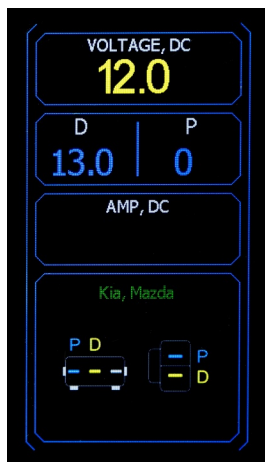 VOLTAGE, DC
12.0
D P
13.0 0
AMP, DC
Kia, Mazda
P D
P
D